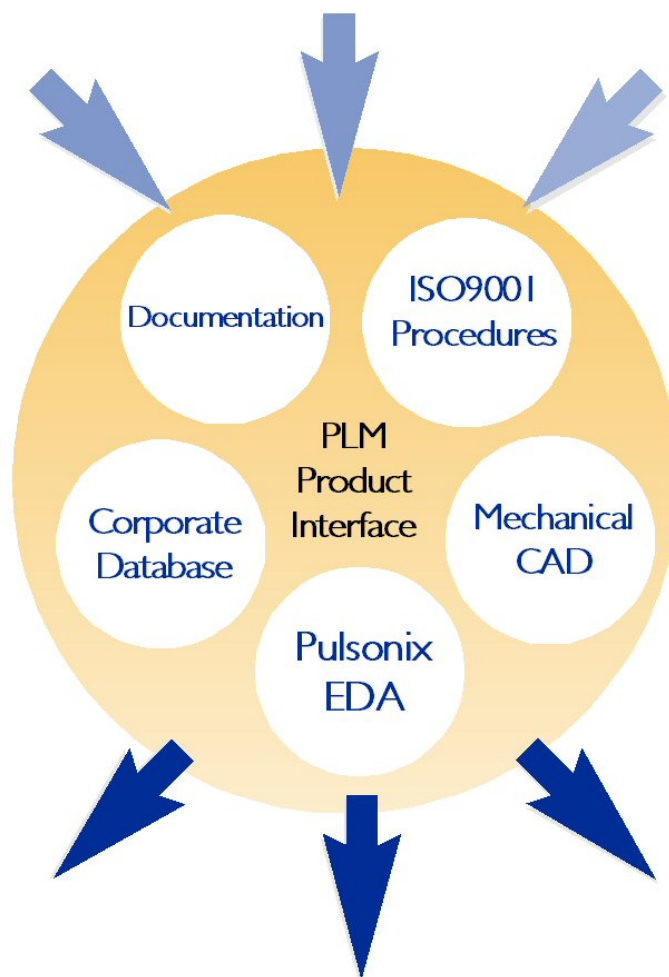 Documentation
ISO9001
Procedures
PLM
Product
Interface
Corporate
Database
Mechanical
CAD
Pulsonix
EDA